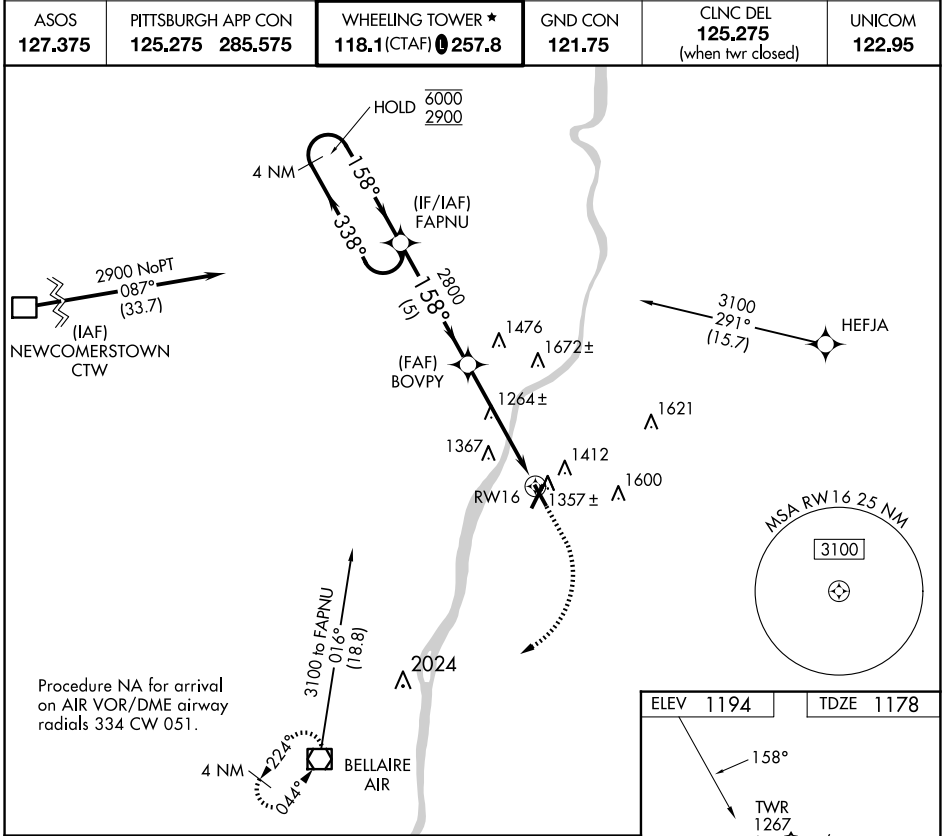 ASOS
127.375
PITTSBURGH APP CON
125.275 285.575
WHEELING TOWER ★
118.1 (CTAF) L 257.8
GND CON
121.75
CLNC DEL
125.275
(when twr closed)
UNICOM
122.95
HOLD 6000
2900
4 NM
158°
338°
(IF/IAF)
FAPNU
2900 NoPT
087°
(33.7)
(IAF)
NEWCOMERSTOWN
CTW
2800
158°
(5)
3100
291°
(15.7)
HEFJA
(FAF)
BOVPY
1476
1672±
1264±
1621
1367
1412
1600
RW16
1357±
MSA RW16 25 NM
3100
3100 to FAPNU
016°
(18.8)
2024
Procedure NA for arrival
on AIR VOR/DME airway
radials 334 CW 051.
4 NM
224°
044°
BELLAIRE
AIR
ELEV 1194
TDZE 1178
158°
TWR
1267